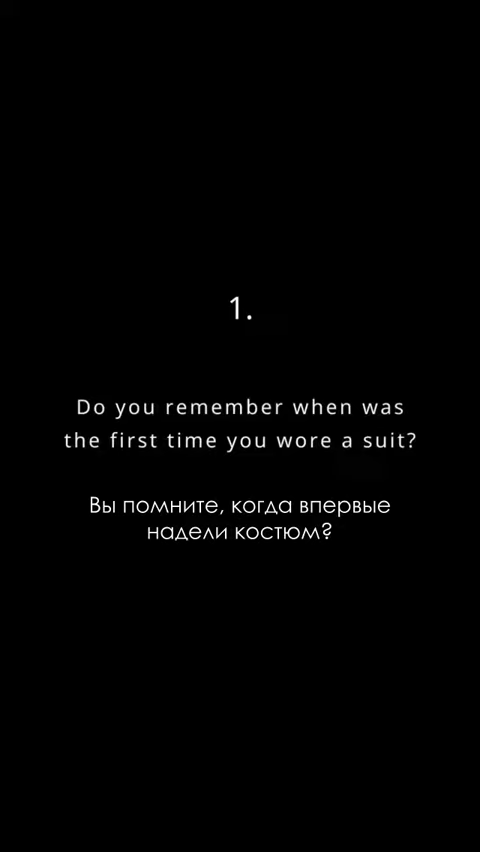 1.
Do you remember when was
the first time you wore a suit?
Вы помните, когда впервые
надели костюм?